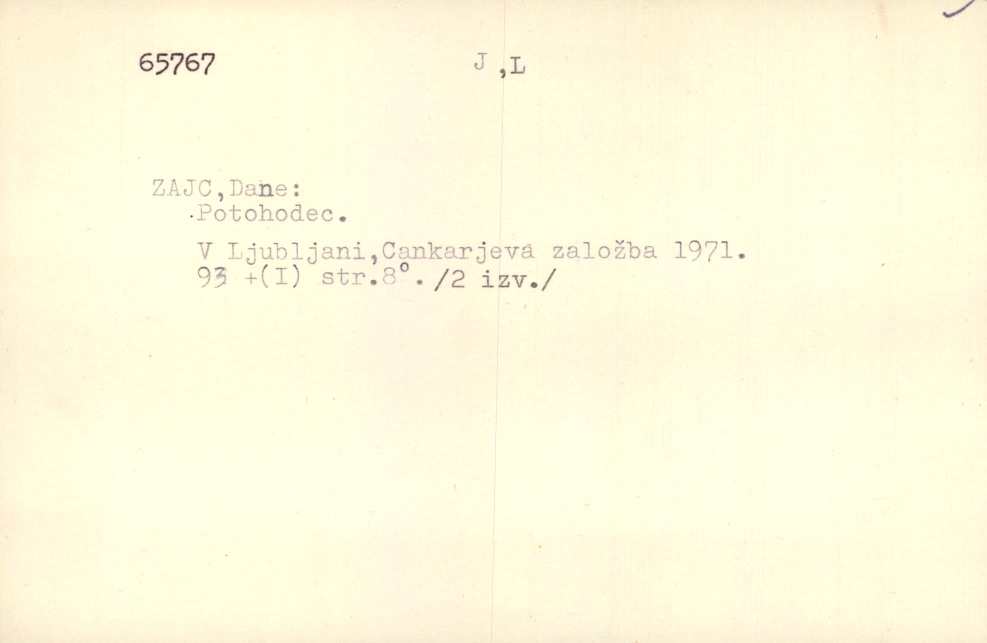 65767 J ,L
ZAJC,Dane:
Potohodec.
V Ljubljani,Cankarjeva založba 1971.
93 +(I) str.8°. /2 izv./